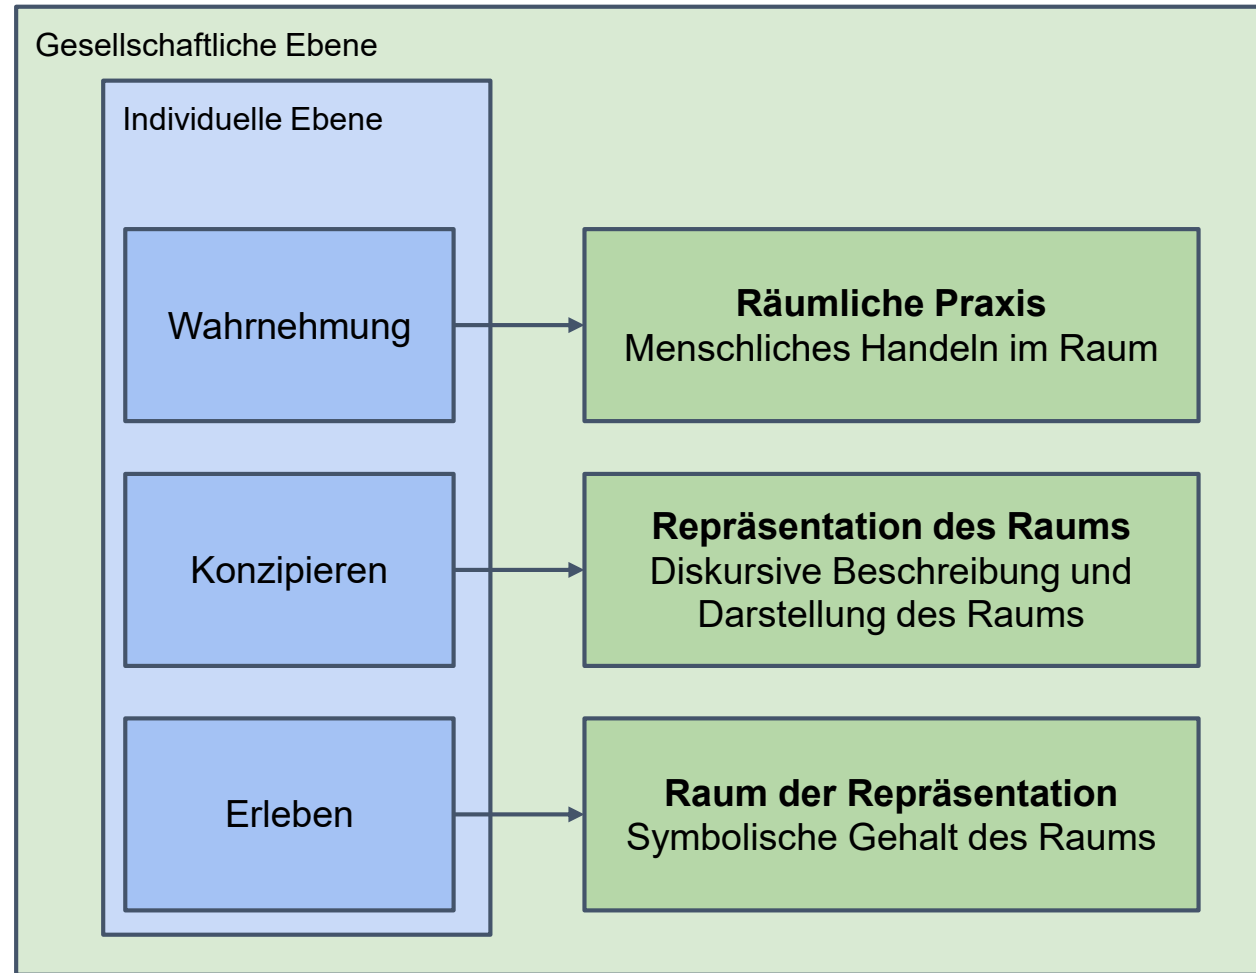 Gesellschaftliche Ebene
Individuelle Ebene
Wahrnehmung
Räumliche Praxis
Menschliches Handeln im Raum
Konzipieren
Repräsentation des Raums
Diskursive Beschreibung und
Darstellung des Raums
Erleben
Raum der Repräsentation
Symbolische Gehalt des Raums